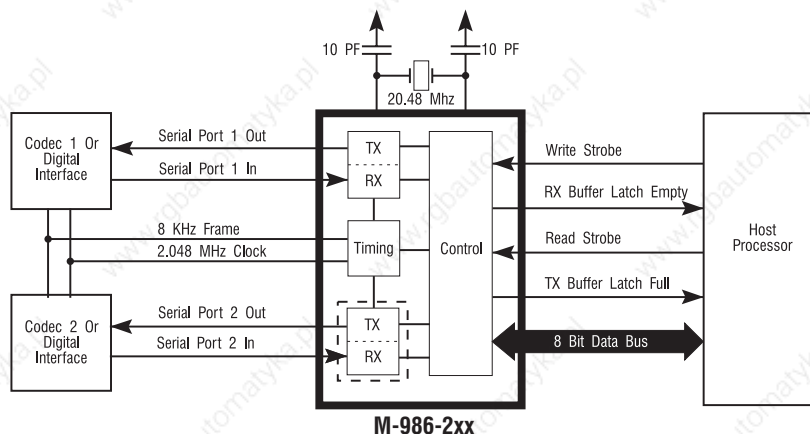 10 PF
10 PF
20.48 Mhz
Codec 1 Or
Digital
Interface
Serial Port 1 Out
Serial Port 1 In
TX
RX
Write Strobe
RX Buffer Latch Empty
8 KHz Frame
2.048 MHz Clock
Timing
Control
Read Strobe
TX Buffer Latch Full
Host
Processor
Codec 2 Or
Digital
Interface
Serial Port 2 Out
Serial Port 2 In
TX
RX
8 Bit Data Bus
M-986-2xx
www.rgbautomatyka.pl